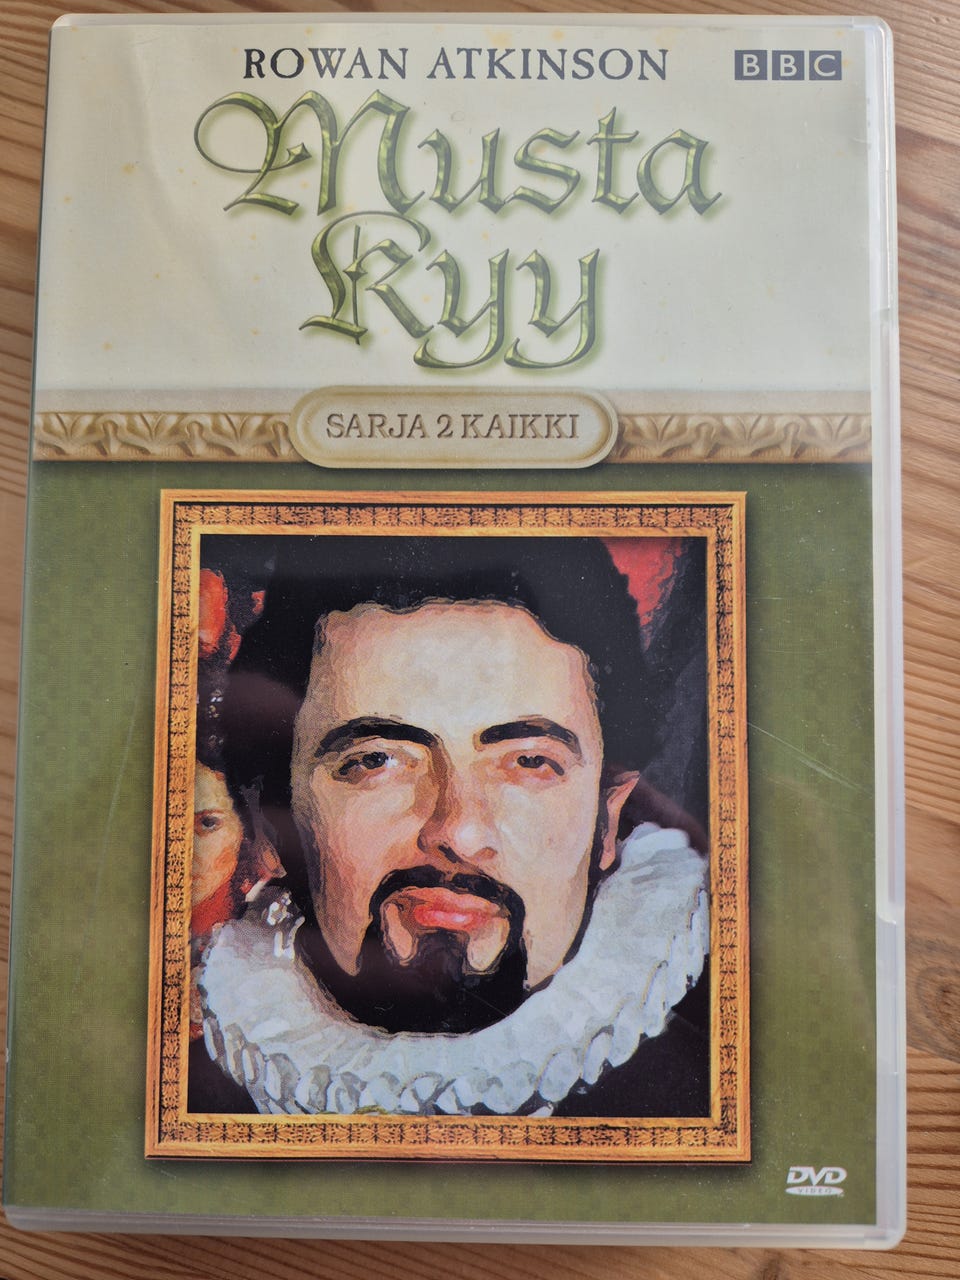 ROWAN ATKINSON
BBC
Musta
Kyy
SARJA 2 KAIKKI
DVD
VIDEO